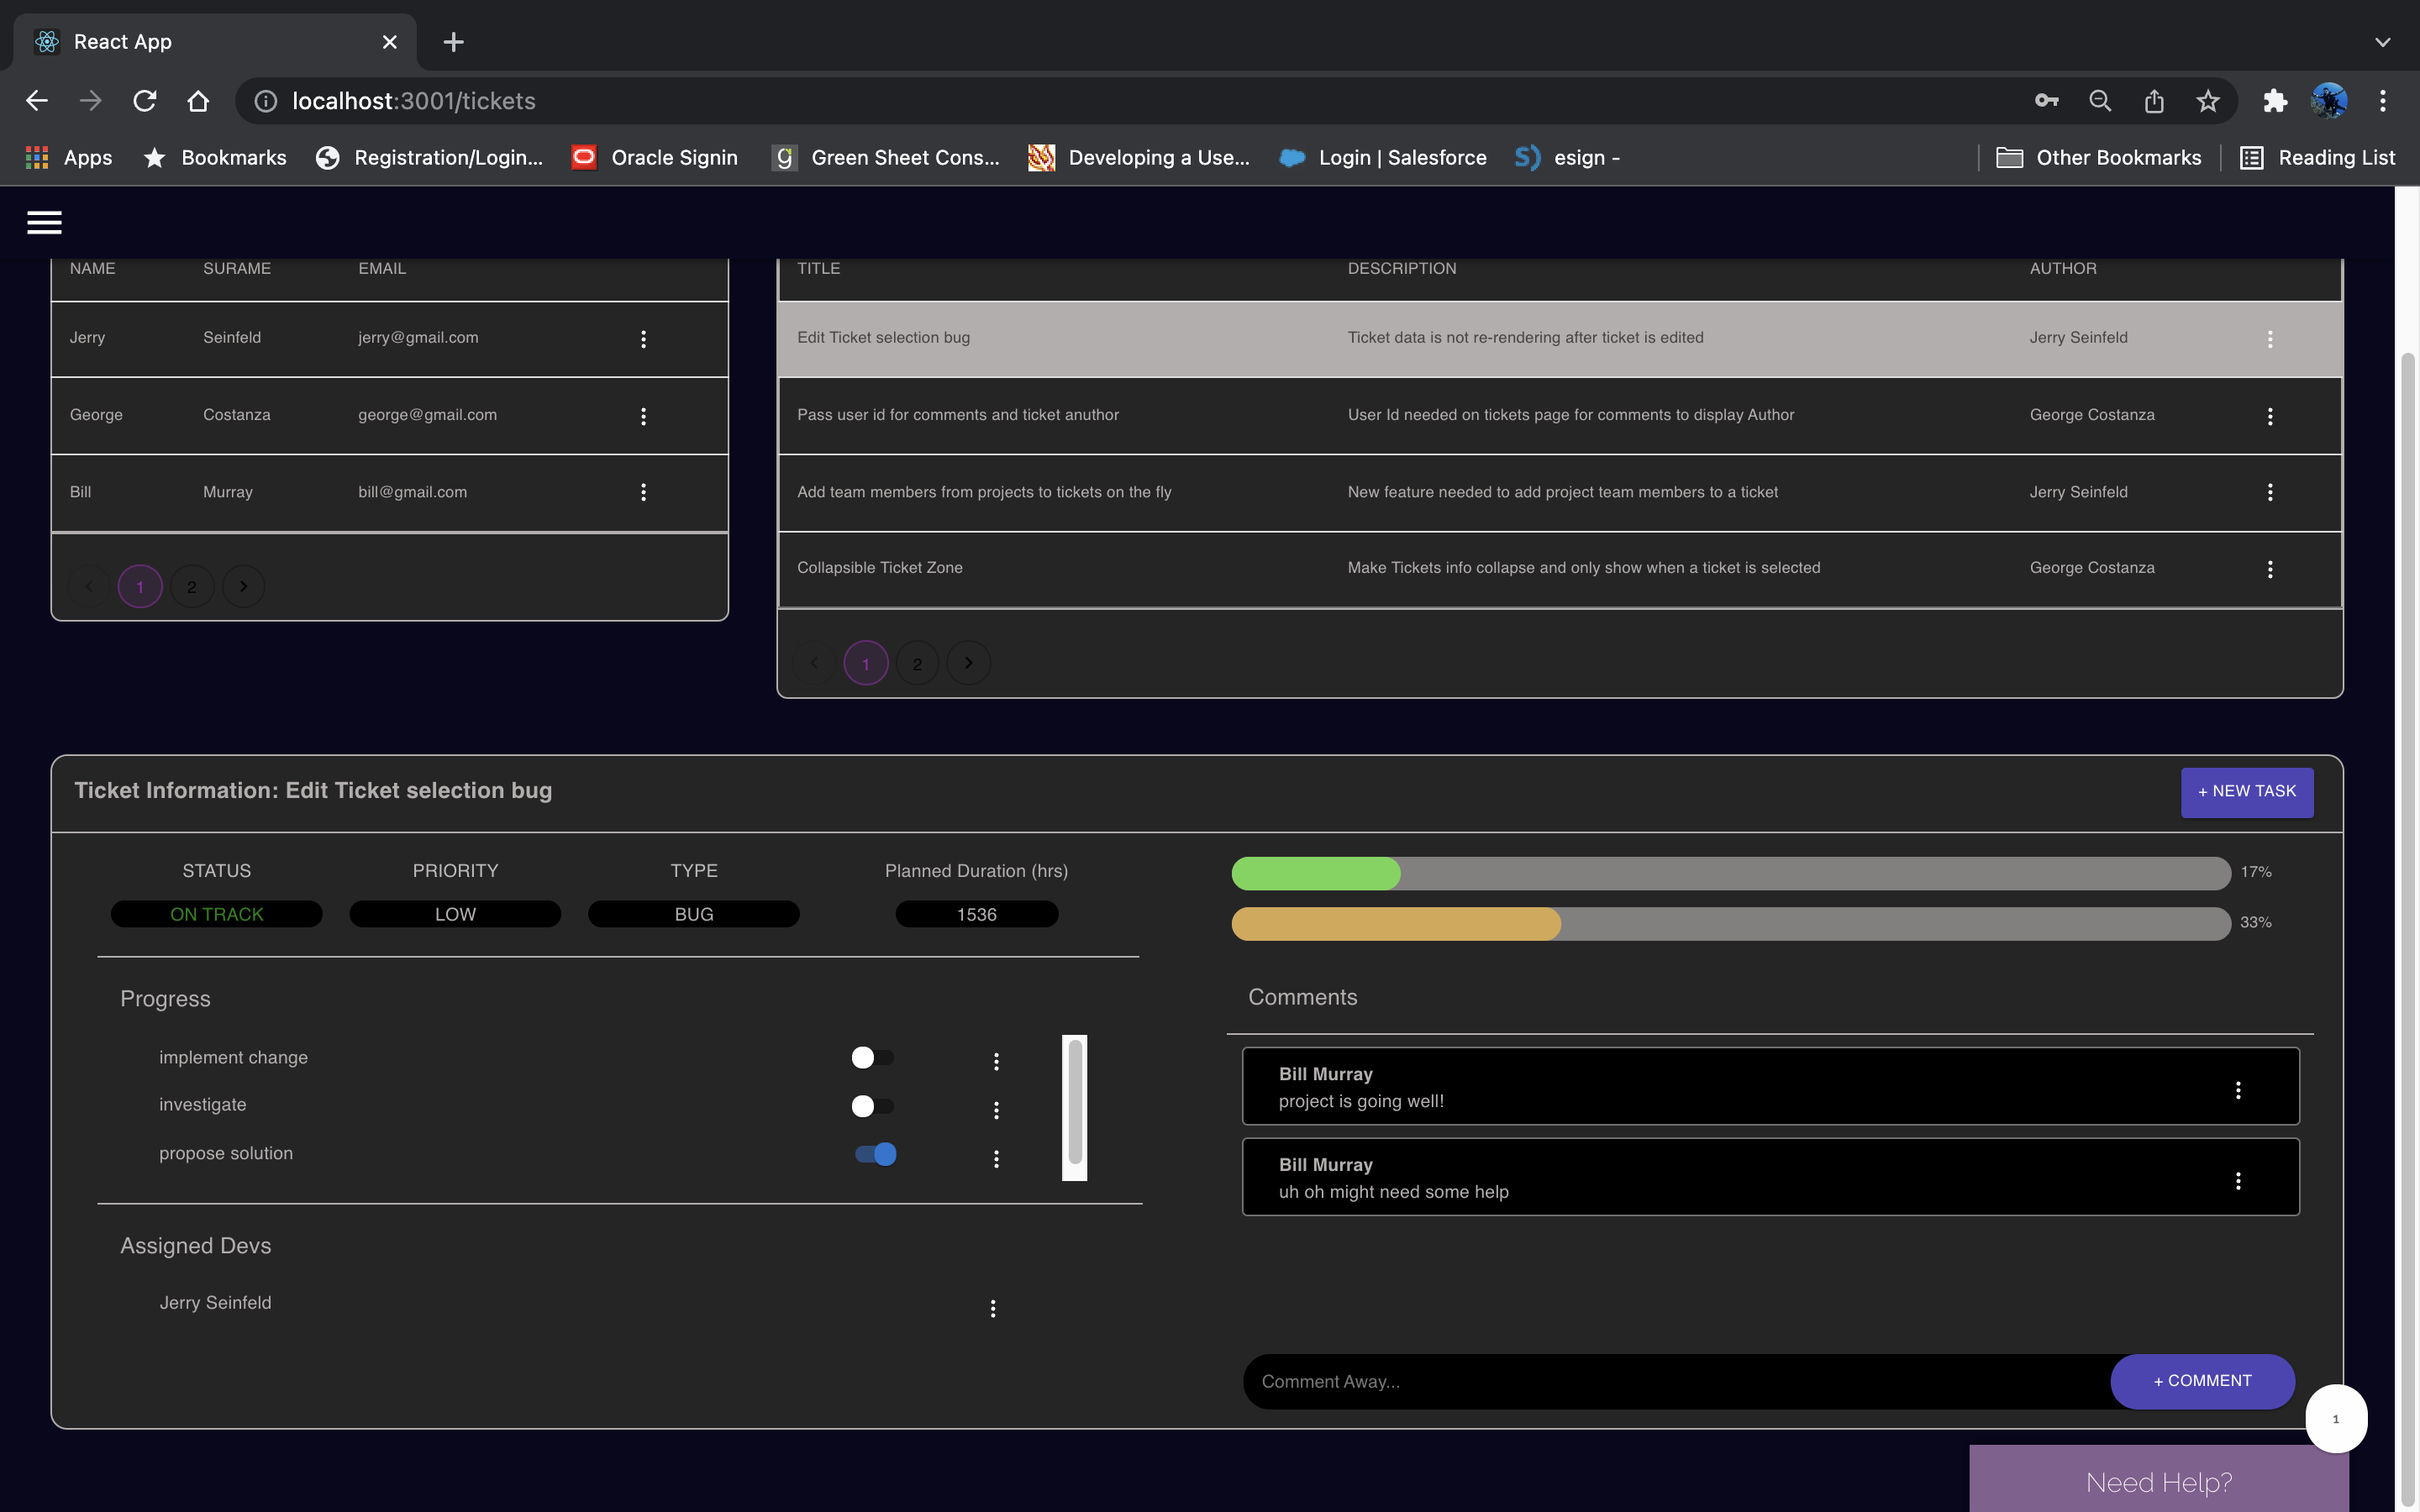 React App
localhost:3001/tickets
Apps Bookmarks Registration/Login... Oracle Signin Green Sheet Cons... Developing a Use... Login | Salesforce esign - Other Bookmarks Reading List
NAME SURAME EMAIL
Jerry Seinfeld jerry@gmail.com
George Costanza george@gmail.com
Bill Murray bill@gmail.com
1 2
TITLE DESCRIPTION AUTHOR
Edit Ticket selection bug Ticket data is not re-rendering after ticket is edited Jerry Seinfeld
Pass user id for comments and ticket anuthor User Id needed on tickets page for comments to display Author George Costanza
Add team members from projects to tickets on the fly New feature needed to add project team members to a ticket Jerry Seinfeld
Collapsible Ticket Zone Make Tickets info collapse and only show when a ticket is selected George Costanza
1 2
Ticket Information: Edit Ticket selection bug
+ NEW TASK
STATUS PRIORITY TYPE Planned Duration (hrs)
ON TRACK LOW BUG 1536
17%
33%
Progress
implement change
investigate
propose solution
Assigned Devs
Jerry Seinfeld
Comments
Bill Murray
project is going well!
Bill Murray
uh oh might need some help
Comment Away...
+ COMMENT
1
Need Help?